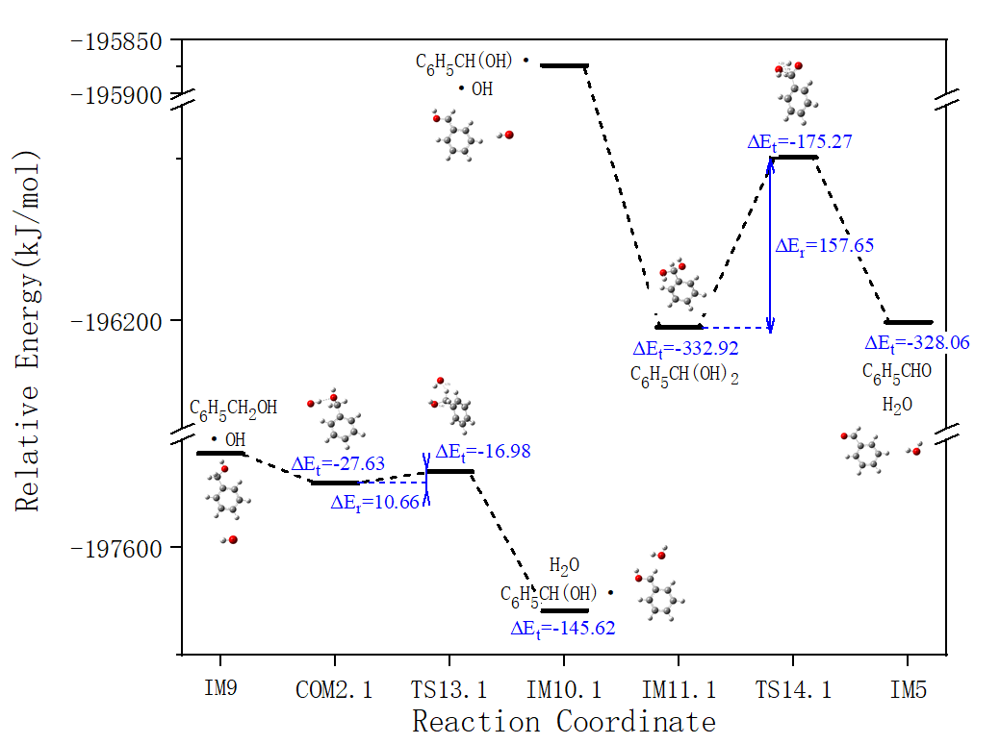 -195850
-195900
-196200
-197600
Relative Energy(kJ/mol)
C6H5CH(OH) •
• OH
ΔEt=-175.27
ΔEr=157.65
ΔEt=-332.92
C6H5CH(OH)2
ΔEt=-328.06
C6H5CHO
H2O
C6H5CH2OH
• OH
ΔEt=-27.63
ΔEt=-16.98
ΔEr=10.66
H2O
C6H5CH(OH) •
ΔEt=-145.62
IM9 COM2.1 TS13.1 IM10.1 IM11.1 TS14.1 IM5
Reaction Coordinate